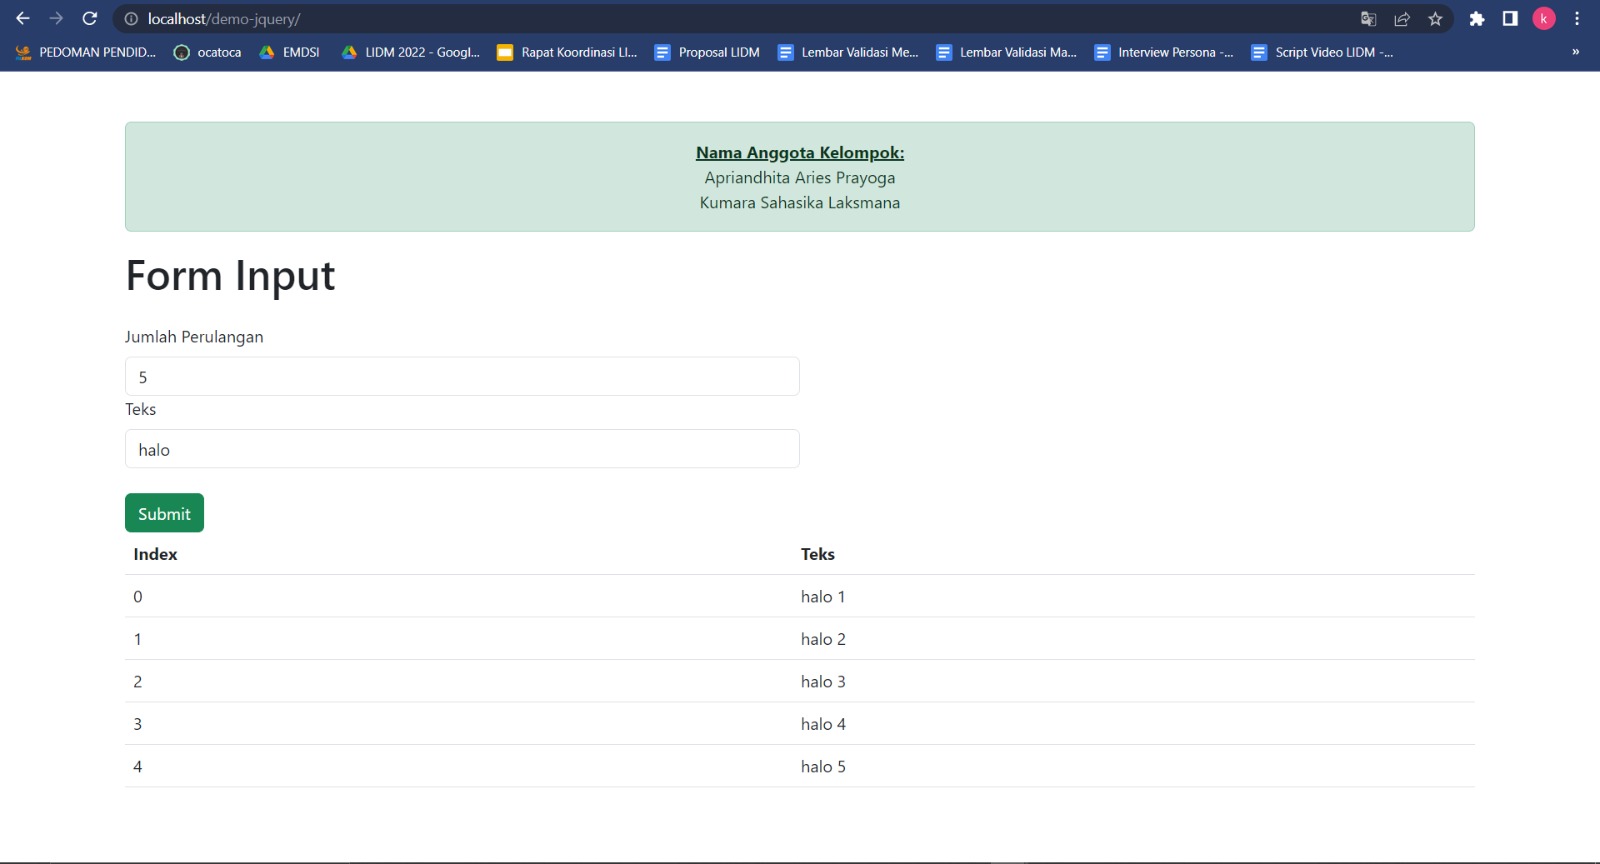 localhost/demo-jquery/
k
PEDOMAN PENDID... ocatoca EMDSI LIDM 2022 - Googl... Rapat Koordinasi LI... Proposal LIDM Lembar Validasi Me... Lembar Validasi Ma... Interview Persona -... Script Video LIDM -... »
Nama Anggota Kelompok:
Apriandhita Aries Prayoga
Kumara Sahasika Laksmana
Form Input
Jumlah Perulangan
5
Teks
halo
Submit
Index Teks
0 halo 1
1 halo 2
2 halo 3
3 halo 4
4 halo 5